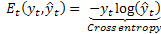 E_t(y_t, ŷ_t) = −y_t log(ŷ_t)
Cross entropy